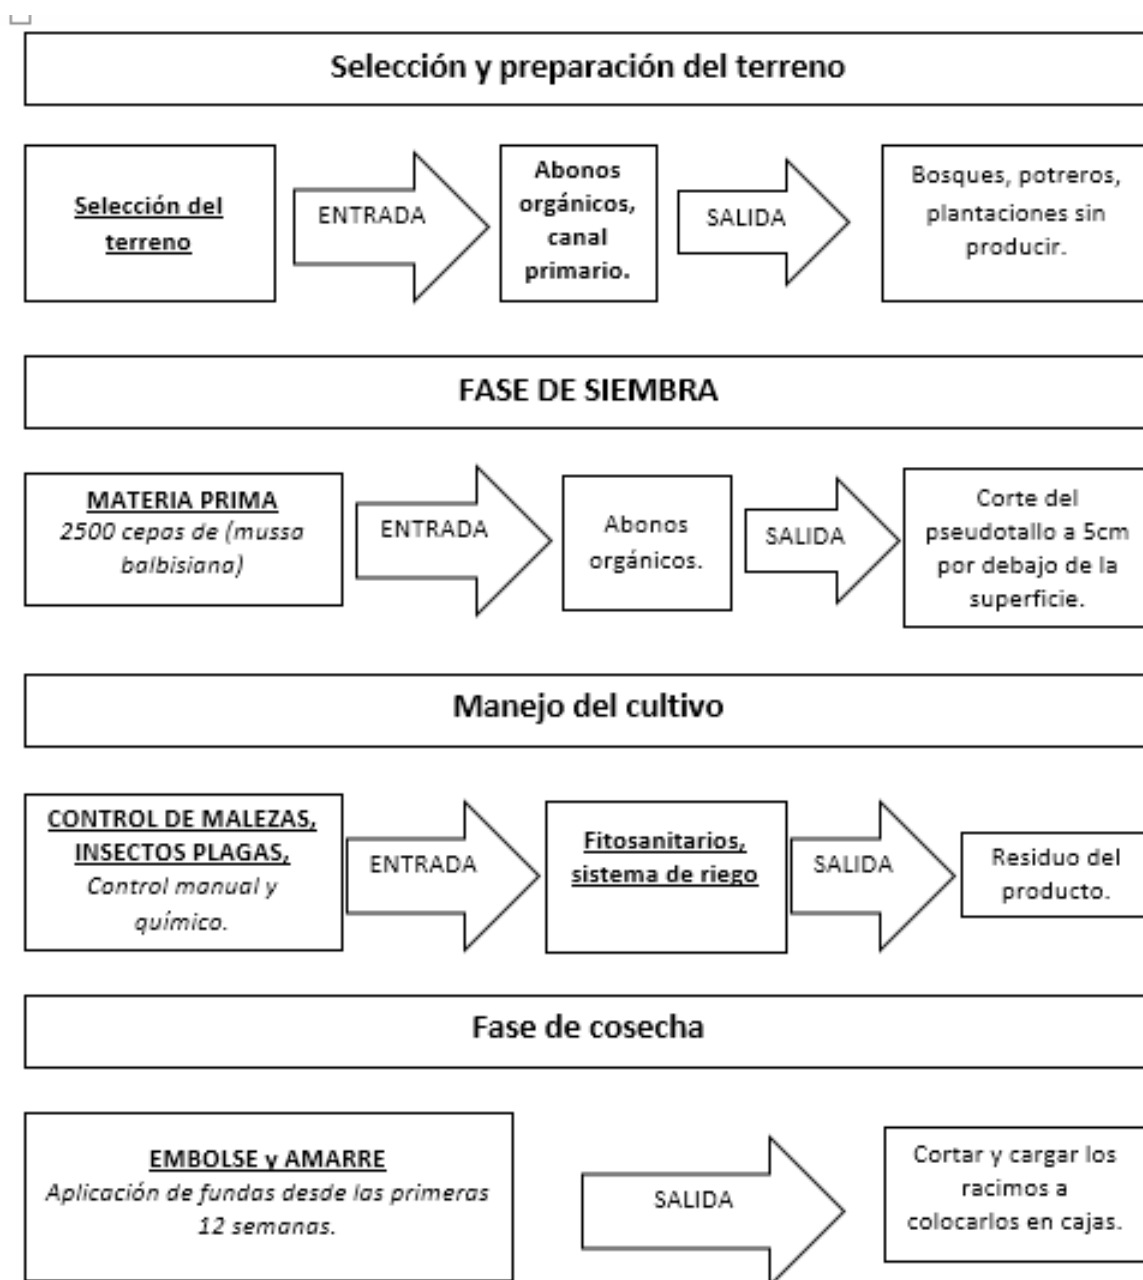 Selección y preparación del terreno
Selección del
terreno
ENTRADA
Abonos
orgánicos,
canal
primario.
SALIDA
Bosques, potreros,
plantaciones sin
producir.
FASE DE SIEMBRA
MATERIA PRIMA
2500 cepas de (mussa
balbisiana)
ENTRADA
Abonos
orgánicos.
SALIDA
Corte del
pseudotallo a 5cm
por debajo de la
superficie.
Manejo del cultivo
CONTROL DE MALEZAS,
INSECTOS PLAGAS,
Control manual y
químico.
ENTRADA
Fitosanitarios,
sistema de riego
SALIDA
Residuo del
producto.
Fase de cosecha
EMBOLSE y AMARRE
Aplicación de fundas desde las primeras
12 semanas.
SALIDA
Cortar y cargar los
racimos a
colocarlos en cajas.